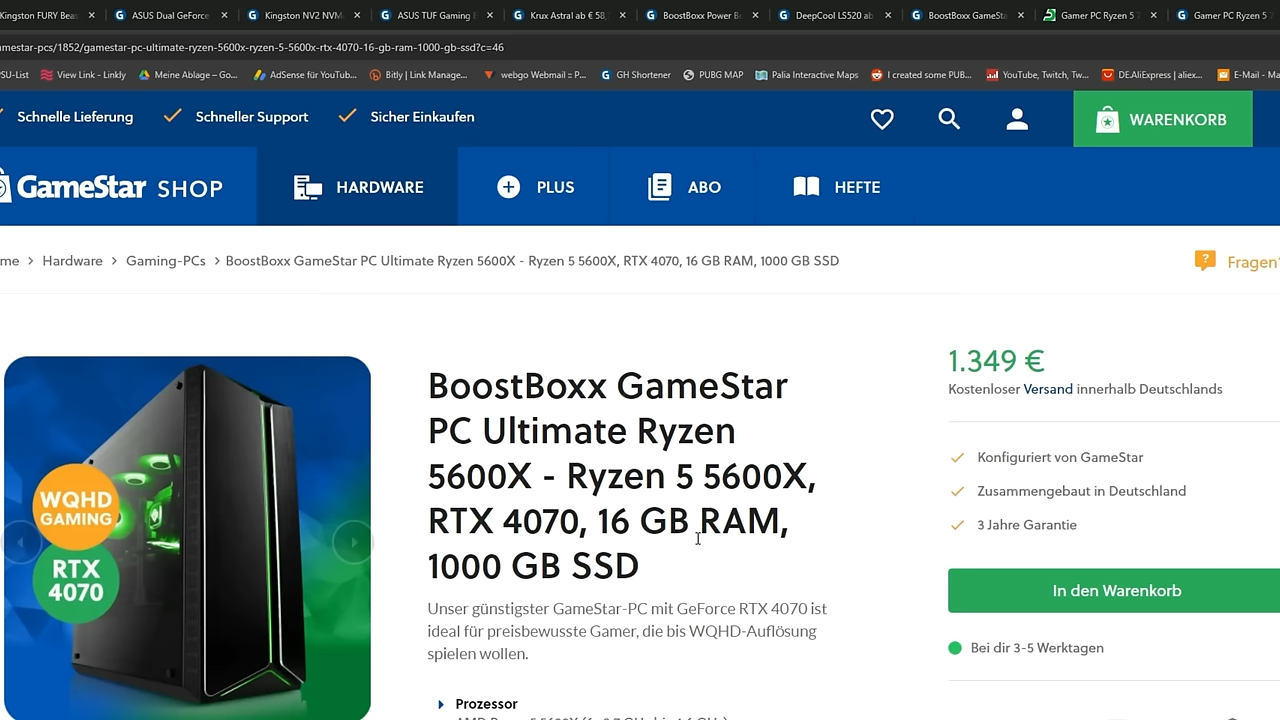 Kingston FURY Beas
ASUS Dual GeForce
Kingston NV2 NVM
ASUS TUF Gaming
Krux Astral ab € 58,
BoostBoxx Power B
DeepCool LS520 ab
BoostBoxx GameSta
Gamer PC Ryzen 5
Gamer PC Ryzen 5
mestar-pcs/1852/gamestar-pc-ultimate-ryzen-5600x-ryzen-5-5600x-rtx-4070-16-gb-ram-1000-gb-ssd?c=46
SU-List
View Link - Linkly
Meine Ablage – Go...
AdSense für YouTub...
Bitly | Link Manage...
webgo Webmail :: P...
GH Shortener
PUBG MAP
Palia Interactive Maps
I created some PUB...
YouTube, Twitch, Tw...
DE.AliExpress | aliex...
E-Mail - Ma
Schnelle Lieferung
Schneller Support
Sicher Einkaufen
WARENKORB
GameStar SHOP
HARDWARE
PLUS
ABO
HEFTE
me > Hardware > Gaming-PCs > BoostBoxx GameStar PC Ultimate Ryzen 5600X - Ryzen 5 5600X, RTX 4070, 16 GB RAM, 1000 GB SSD
Fragen?
WQHD
GAMING
RTX
4070
BoostBoxx GameStar
PC Ultimate Ryzen
5600X - Ryzen 5 5600X,
RTX 4070, 16 GB RAM,
1000 GB SSD
Unser günstigster GameStar-PC mit GeForce RTX 4070 ist
ideal für preisbewusste Gamer, die bis WQHD-Auflösung
spielen wollen.
Prozessor
1.349 €
Kostenloser Versand innerhalb Deutschlands
Konfiguriert von GameStar
Zusammengebaut in Deutschland
3 Jahre Garantie
In den Warenkorb
Bei dir 3-5 Werktagen